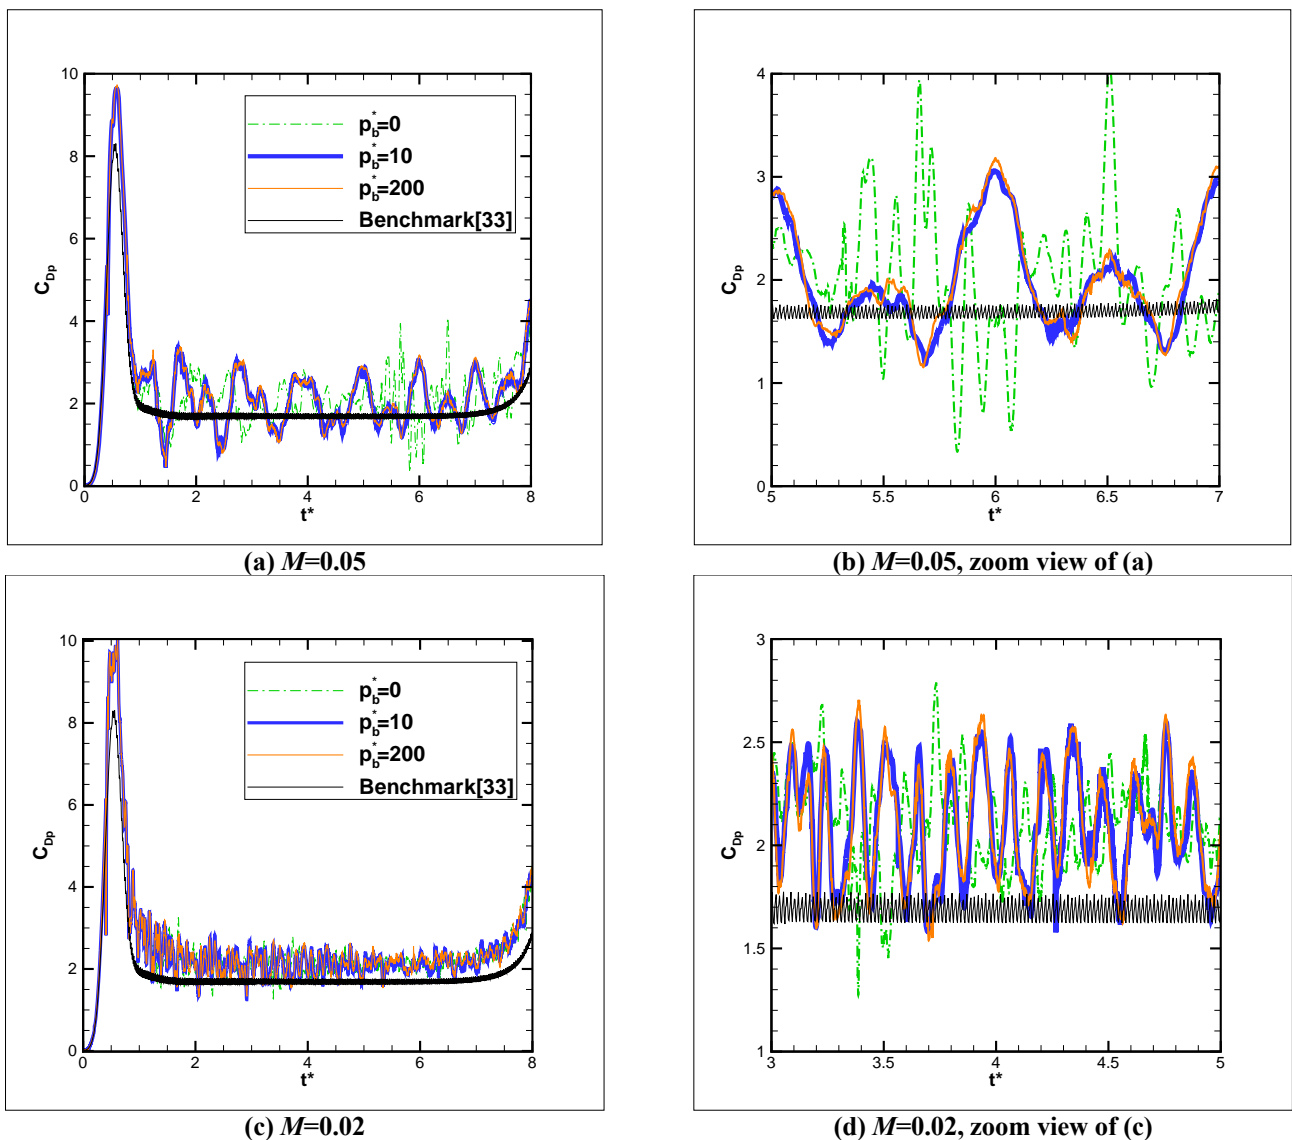 10
8
6
4
2
0
C_Dp
0 2 4 6 8
t*
p_b^*=0
p_b^*=10
p_b^*=200
Benchmark[33]
(a) M=0.05
4
3
2
1
0
C_Dp
5 5.5 6 6.5 7
t*
(b) M=0.05, zoom view of (a)
10
8
6
4
2
0
C_Dp
0 2 4 6 8
t*
p_b^*=0
p_b^*=10
p_b^*=200
Benchmark[33]
(c) M=0.02
3
2.5
2
1.5
1
C_Dp
3 3.5 4 4.5 5
t*
(d) M=0.02, zoom view of (c)